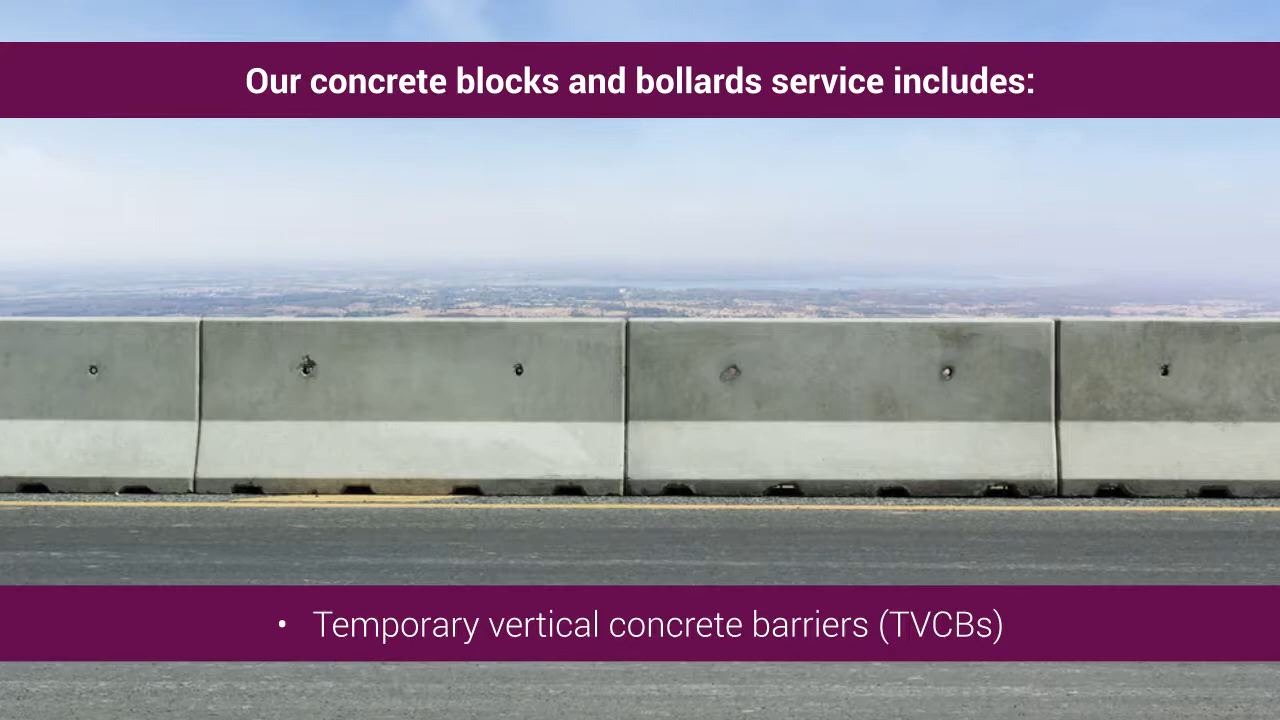 Our concrete blocks and bollards service includes:
• Temporary vertical concrete barriers (TVCBs)